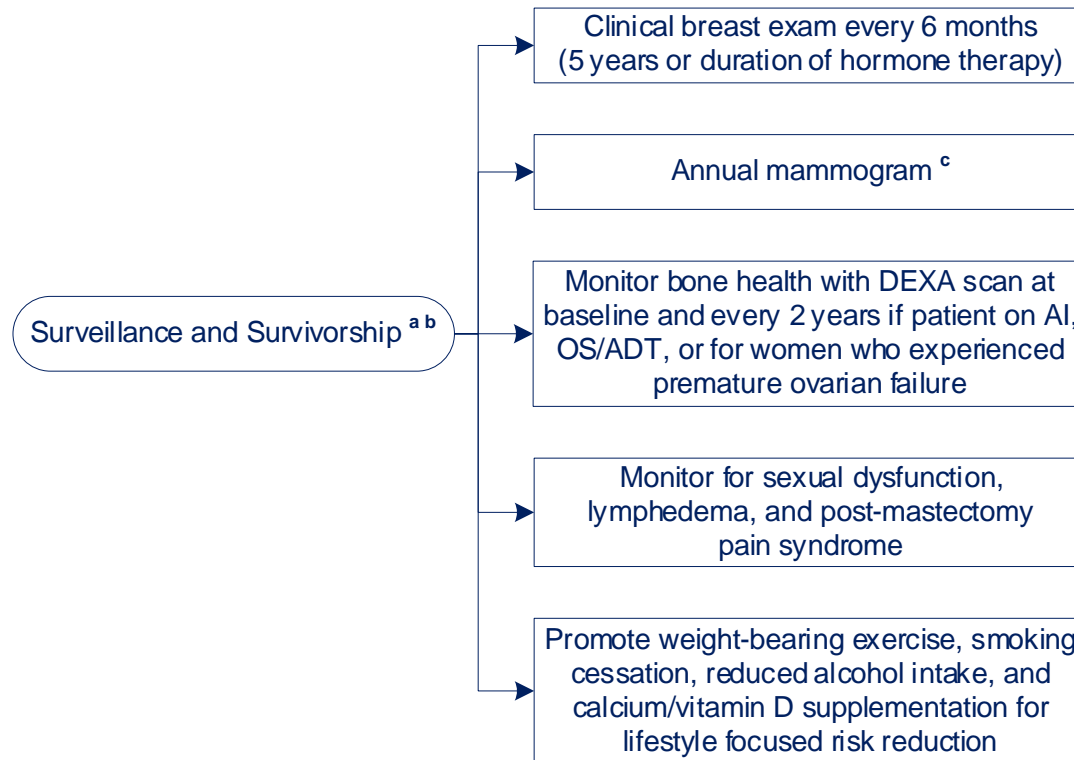 Clinical breast exam every 6 months
(5 years or duration of hormone therapy)
Annual mammogram c
Surveillance and Survivorship a b
Monitor bone health with DEXA scan at
baseline and every 2 years if patient on AI,
OS/ADT, or for women who experienced
premature ovarian failure
Monitor for sexual dysfunction,
lymphedema, and post-mastectomy
pain syndrome
Promote weight-bearing exercise, smoking
cessation, reduced alcohol intake, and
calcium/vitamin D supplementation for
lifestyle focused risk reduction